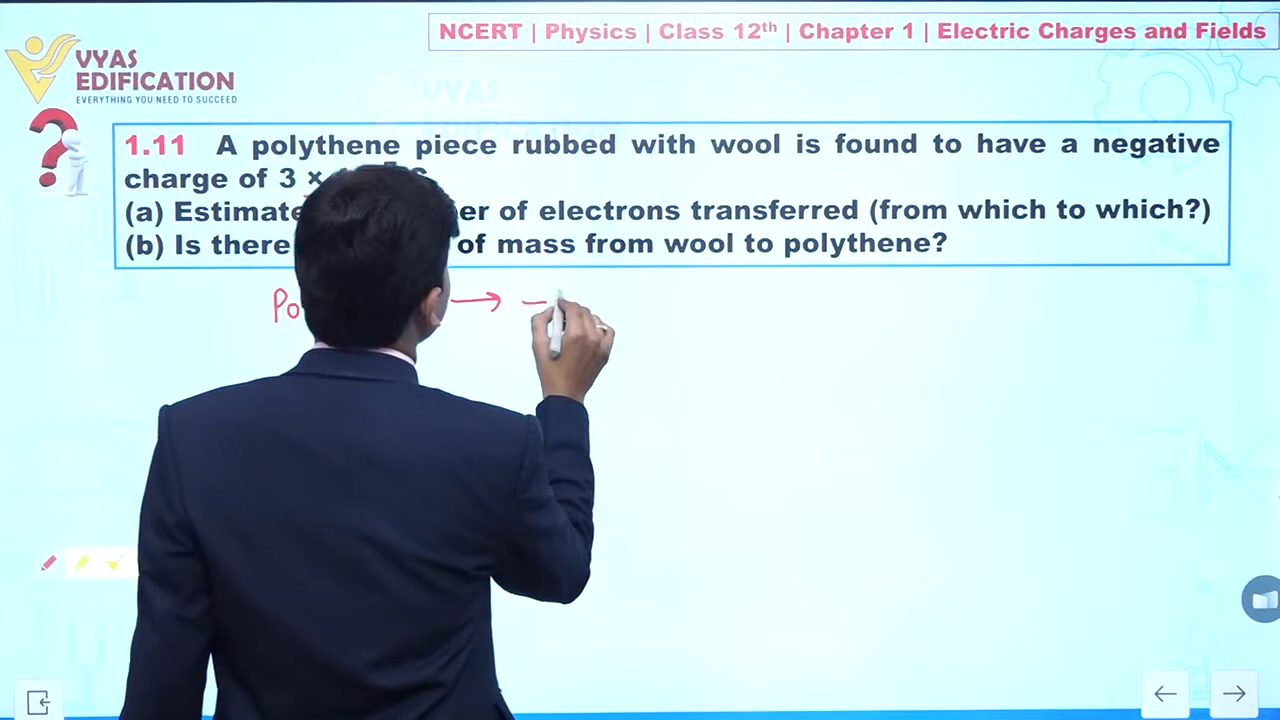 NCERT | Physics | Class 12th | Chapter 1 | Electric Charges and Fields
VYAS
EDIFICATION
EVERYTHING YOU NEED TO SUCCEED
1.11 A polythene piece rubbed with wool is found to have a negative
charge of 3 ×
(a) Estimate of electrons transferred (from which to which?)
(b) Is there of mass from wool to polythene?
Po → –